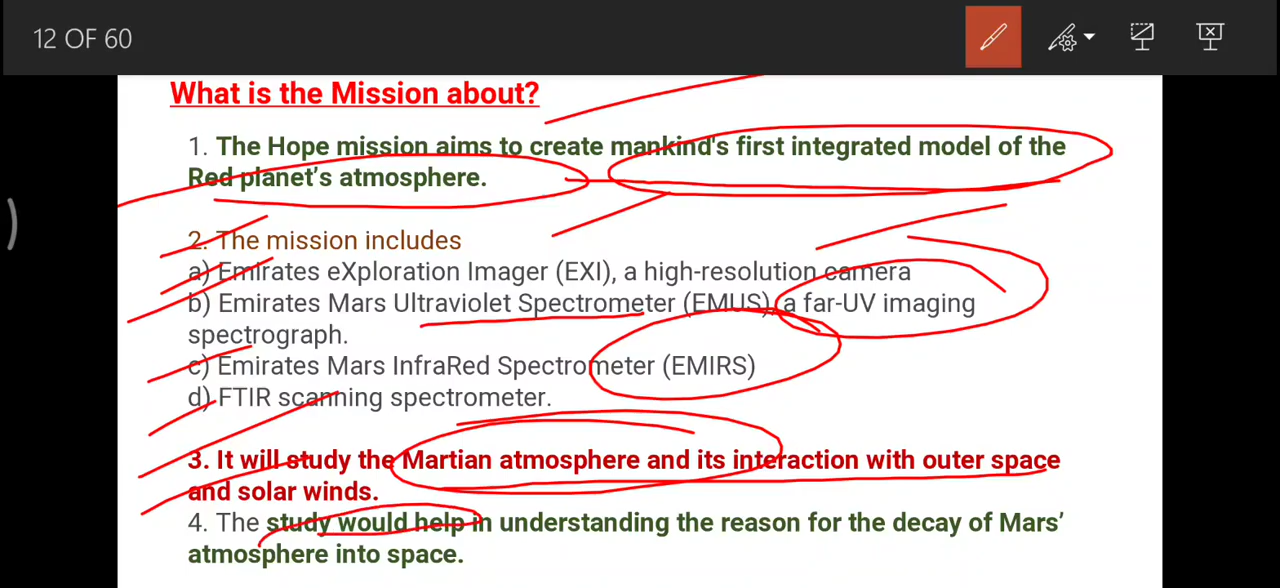 12 OF 60
What is the Mission about?
1. The Hope mission aims to create mankind's first integrated model of the
Red planet's atmosphere.
2. The mission includes
a) Emirates eXploration Imager (EXI), a high-resolution camera
b) Emirates Mars Ultraviolet Spectrometer (EMUS), a far-UV imaging
spectrograph.
c) Emirates Mars InfraRed Spectrometer (EMIRS)
d) FTIR scanning spectrometer.
3. It will study the Martian atmosphere and its interaction with outer space
and solar winds.
4. The study would help in understanding the reason for the decay of Mars’
atmosphere into space.